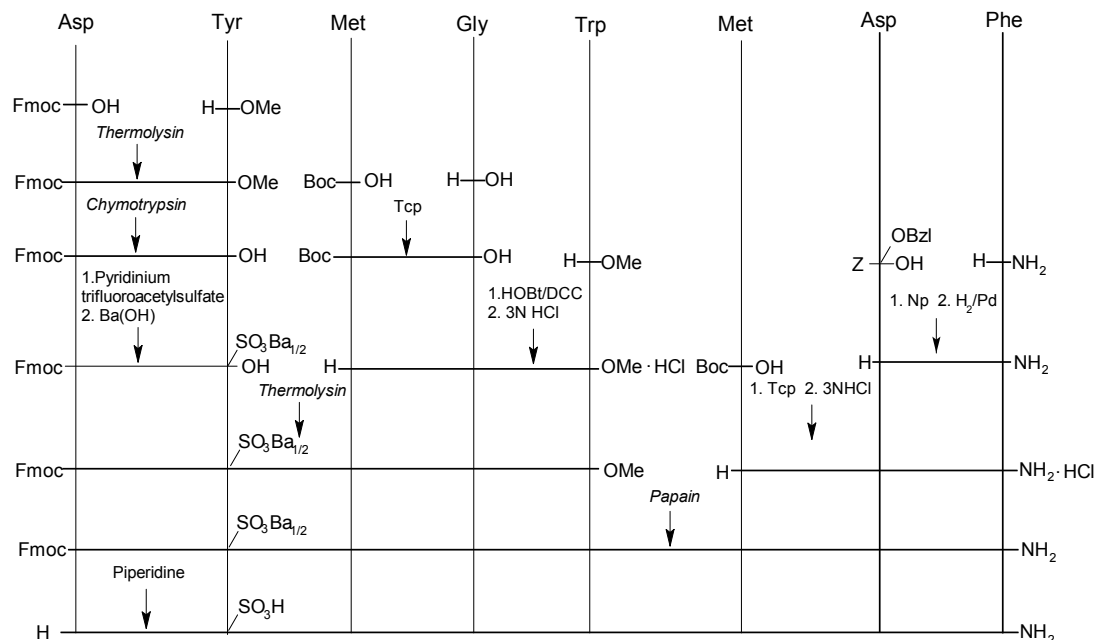 Asp Tyr Met Gly Trp Met Asp Phe
Fmoc OH H OMe
Thermolysin
Fmoc OMe Boc OH H OH
Chymotrypsin Tcp
OBzl
Fmoc OH Boc OH H OMe Z OH H NH2
1.Pyridinium
trifluoroacetylsulfate
2. Ba(OH)
1.HOBt/DCC
2. 3N HCl
1. Np 2. H2/Pd
SO3Ba1/2
Fmoc OH H OMe·HCl Boc OH H NH2
Thermolysin 1. Tcp 2. 3NHCl
SO3Ba1/2
Fmoc OMe H NH2·HCl
Papain
SO3Ba1/2
Fmoc NH2
Piperidine
SO3H
H NH2